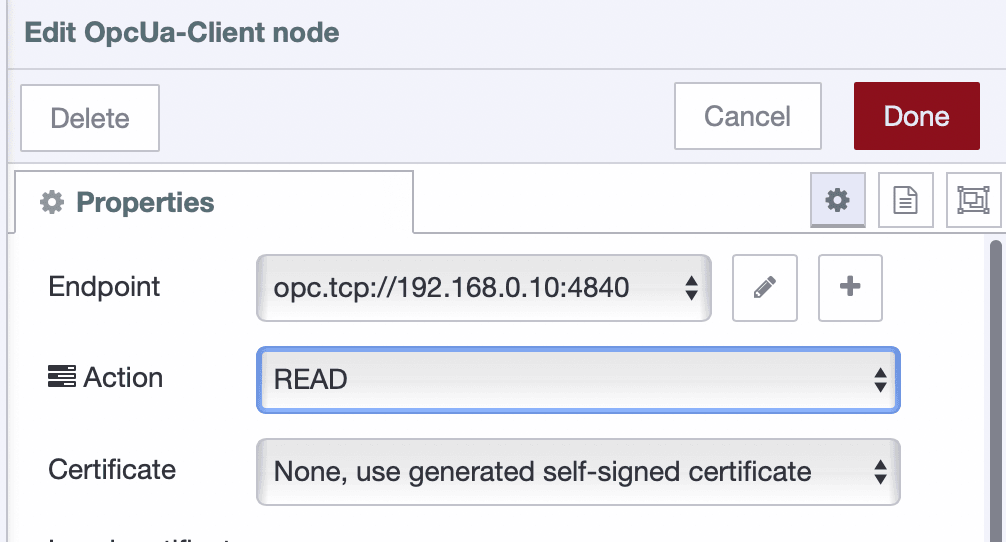 Edit OpcUa-Client node
Delete
Cancel
Done
Properties
Endpoint
opc.tcp://192.168.0.10:4840
Action
READ
Certificate
None, use generated self-signed certificate